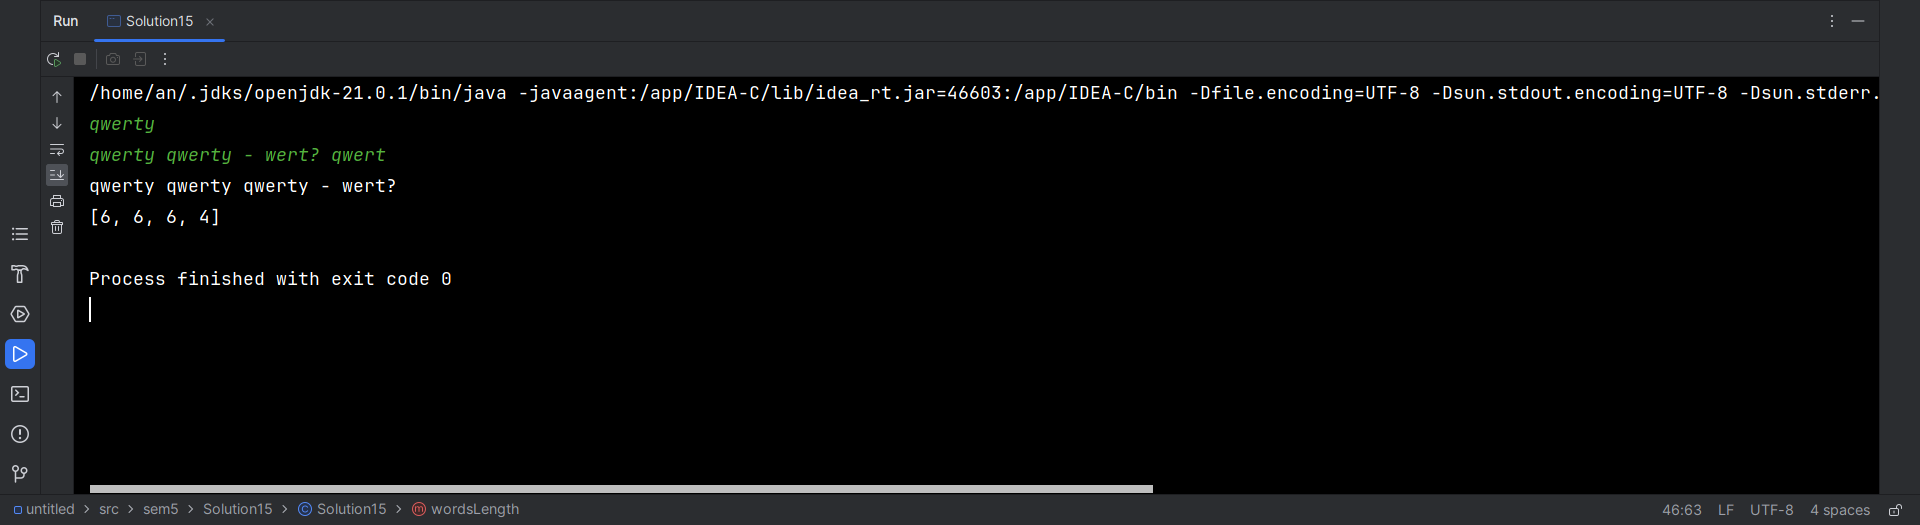 Run Solution15
/home/an/.jdks/openjdk-21.0.1/bin/java -javaagent:/app/IDEA-C/lib/idea_rt.jar=46603:/app/IDEA-C/bin -Dfile.encoding=UTF-8 -Dsun.stdout.encoding=UTF-8 -Dsun.stderr.
qwerty
qwerty qwerty - wert? qwert
qwerty qwerty qwerty - wert?
[6, 6, 6, 4]
Process finished with exit code 0
untitled > src > sem5 > Solution15 > Solution15 > wordsLength 46:63 LF UTF-8 4 spaces